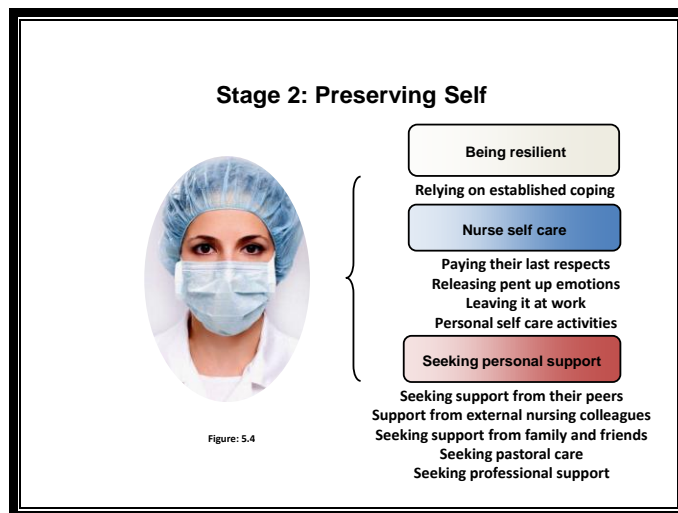 Stage 2: Preserving Self
Being resilient
Relying on established coping
Nurse self care
Paying their last respects
Releasing pent up emotions
Leaving it at work
Personal self care activities
Seeking personal support
Seeking support from their peers
Support from external nursing colleagues
Seeking support from family and friends
Seeking pastoral care
Seeking professional support
Figure: 5.4